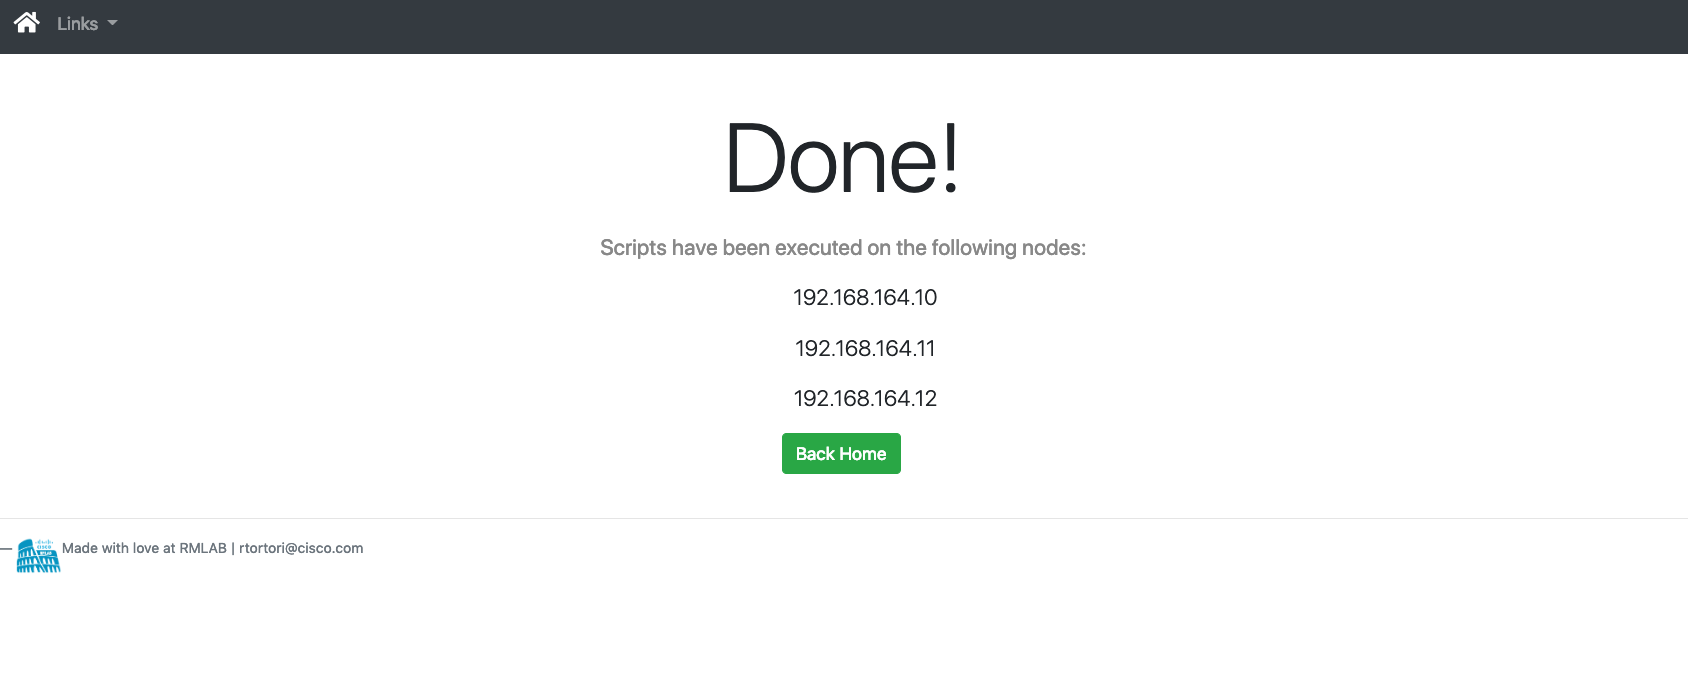 Links
Done!
Scripts have been executed on the following nodes:
192.168.164.10
192.168.164.11
192.168.164.12
Back Home
— Made with love at RMLAB | rtortori@cisco.com